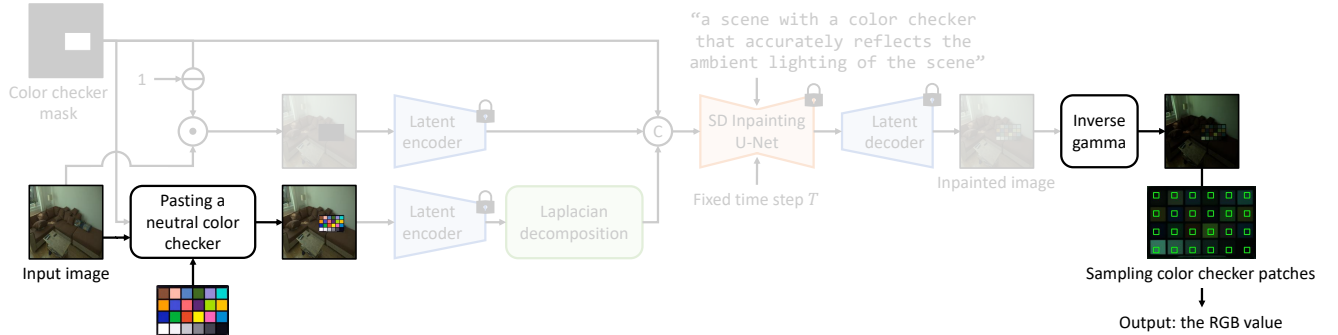 "a scene with a color checker
that accurately reflects the
ambient lighting of the scene"
1
Color checker
mask
Latent
encoder
C
SD Inpainting
U-Net
Latent
decoder
Inpainted image
Inverse
gamma
Fixed time step T
Pasting a
neutral color
checker
Latent
encoder
Laplacian
decomposition
Input image
Sampling color checker patches
Output: the RGB value